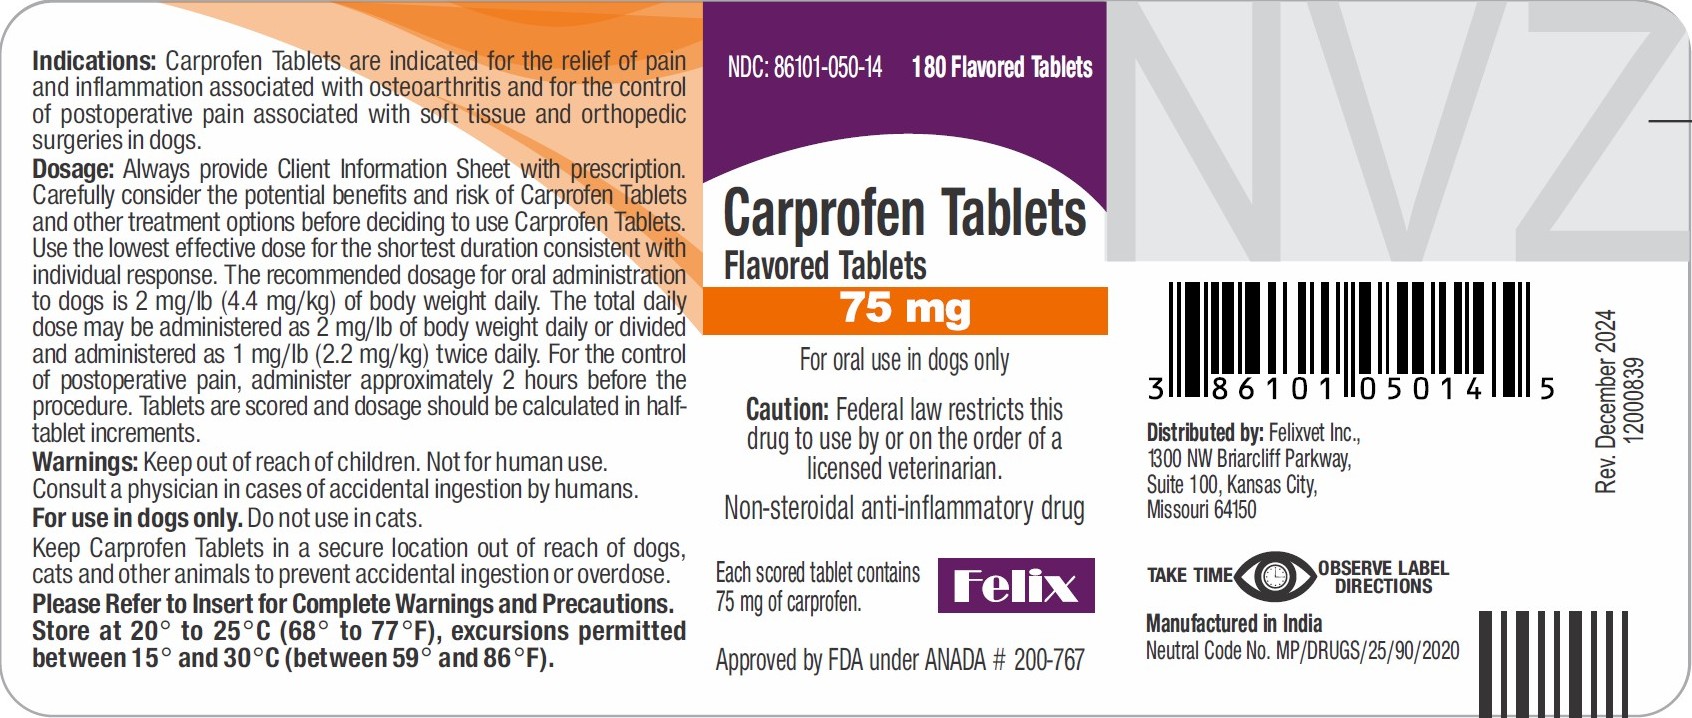 Indications: Carprofen Tablets are indicated for the relief of pain
and inflammation associated with osteoarthritis and for the control
of postoperative pain associated with soft tissue and orthopedic
surgeries in dogs.
Dosage: Always provide Client Information Sheet with prescription.
Carefully consider the potential benefits and risk of Carprofen Tablets
and other treatment options before deciding to use Carprofen Tablets.
Use the lowest effective dose for the shortest duration consistent with
individual response. The recommended dosage for oral administration
to dogs is 2 mg/lb (4.4 mg/kg) of body weight daily. The total daily
dose may be administered as 2 mg/lb of body weight daily or divided
and administered as 1 mg/lb (2.2 mg/kg) twice daily. For the control
of postoperative pain, administer approximately 2 hours before the
procedure. Tablets are scored and dosage should be calculated in half-
tablet increments.
Warnings: Keep out of reach of children. Not for human use.
Consult a physician in cases of accidental ingestion by humans.
For use in dogs only. Do not use in cats.
Keep Carprofen Tablets in a secure location out of reach of dogs,
cats and other animals to prevent accidental ingestion or overdose.
Please Refer to Insert for Complete Warnings and Precautions.
Store at 20° to 25°C (68° to 77°F), excursions permitted
between 15° and 30°C (between 59° and 86°F).
NDC: 86101-050-14 180 Flavored Tablets
Carprofen Tablets
Flavored Tablets
75 mg
For oral use in dogs only
Caution: Federal law restricts this
drug to use by or on the order of a
licensed veterinarian.
Non-steroidal anti-inflammatory drug
Each scored tablet contains
75 mg of carprofen.
Felix
Approved by FDA under ANADA # 200-767
NVZ
3 86101 05014 5
Distributed by: Felixvet Inc.,
1300 NW Briarcliff Parkway,
Suite 100, Kansas City,
Missouri 64150
TAKE TIME OBSERVE LABEL
DIRECTIONS
Manufactured in India
Neutral Code No. MP/DRUGS/25/90/2020
Rev. December 2024
12000839